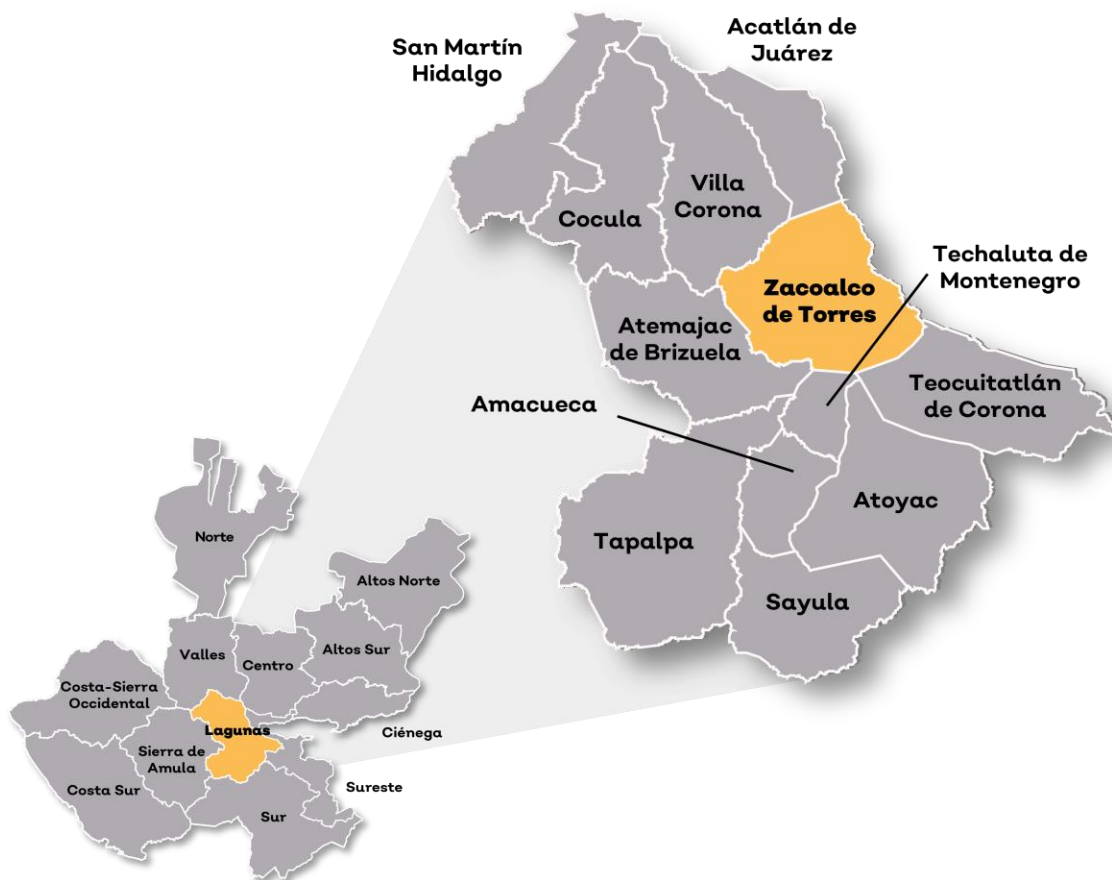 San Martín
Hidalgo
Acatlán de
Juárez
Villa
Corona
Cocula
Techaluta de
Montenegro
Zacoalco
de Torres
Atemajac
de Brizuela
Teocuitatlán
de Corona
Amacueca
Atoyac
Tapalpa
Sayula
Norte
Altos Norte
Valles
Altos Sur
Centro
Costa-Sierra
Occidental
Lagunas
Ciénega
Sierra de
Amula
Costa Sur
Sureste
Sur